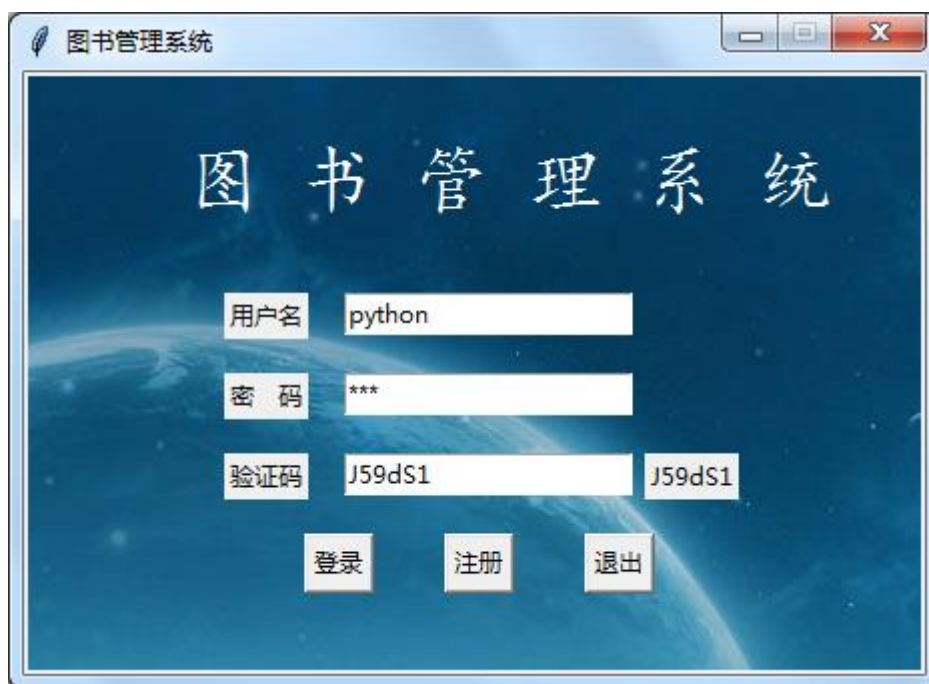 图书管理系统
图 书 管 理 系 统
用户名 python
密 码 ***
验证码 J59dS1 J59dS1
登录 注册 退出